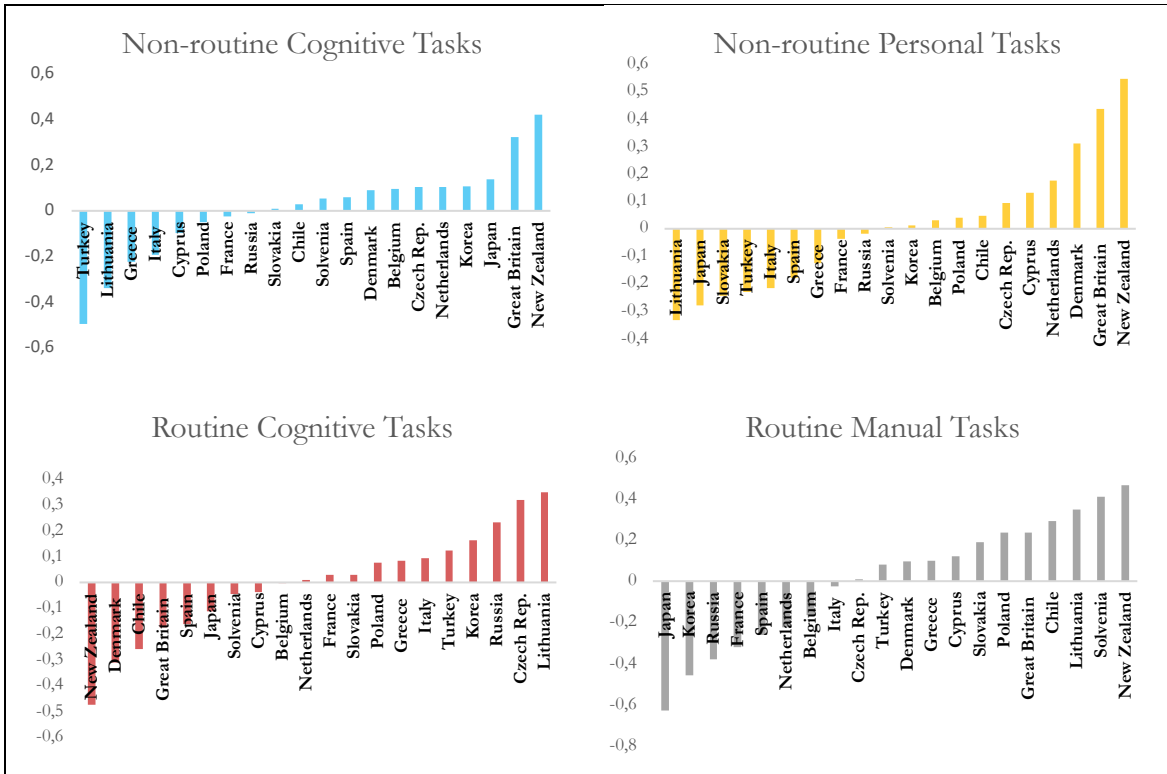 Non-routine Cognitive Tasks
0,6
0,4
0,2
0
-0,2
-0,4
-0,6
Turkey
Lithuania
Greece
Italy
Cyprus
Poland
France
Russia
Slovakia
Chile
Solvenia
Spain
Denmark
Belgium
Czech Rep.
Netherlands
Korea
Japan
Great Britain
New Zealand
Non-routine Personal Tasks
0,6
0,5
0,4
0,3
0,2
0,1
0
-0,1
-0,2
-0,3
-0,4
Lithuania
Japan
Slovakia
Turkey
Italy
Spain
Greece
France
Russia
Solvenia
Korea
Belgium
Poland
Chile
Czech Rep.
Cyprus
Netherlands
Denmark
Great Britain
New Zealand
Routine Cognitive Tasks
0,4
0,3
0,2
0,1
0
-0,1
-0,2
-0,3
-0,4
-0,5
-0,6
New Zealand
Denmark
Chile
Great Britain
Spain
Japan
Solvenia
Cyprus
Belgium
Netherlands
France
Slovakia
Poland
Greece
Italy
Turkey
Korea
Russia
Czech Rep.
Lithuania
Routine Manual Tasks
0,6
0,4
0,2
0
-0,2
-0,4
-0,6
-0,8
Japan
Korea
Russia
France
Spain
Netherlands
Belgium
Italy
Czech Rep.
Turkey
Denmark
Greece
Cyprus
Slovakia
Poland
Great Britain
Chile
Lithuania
Solvenia
New Zealand